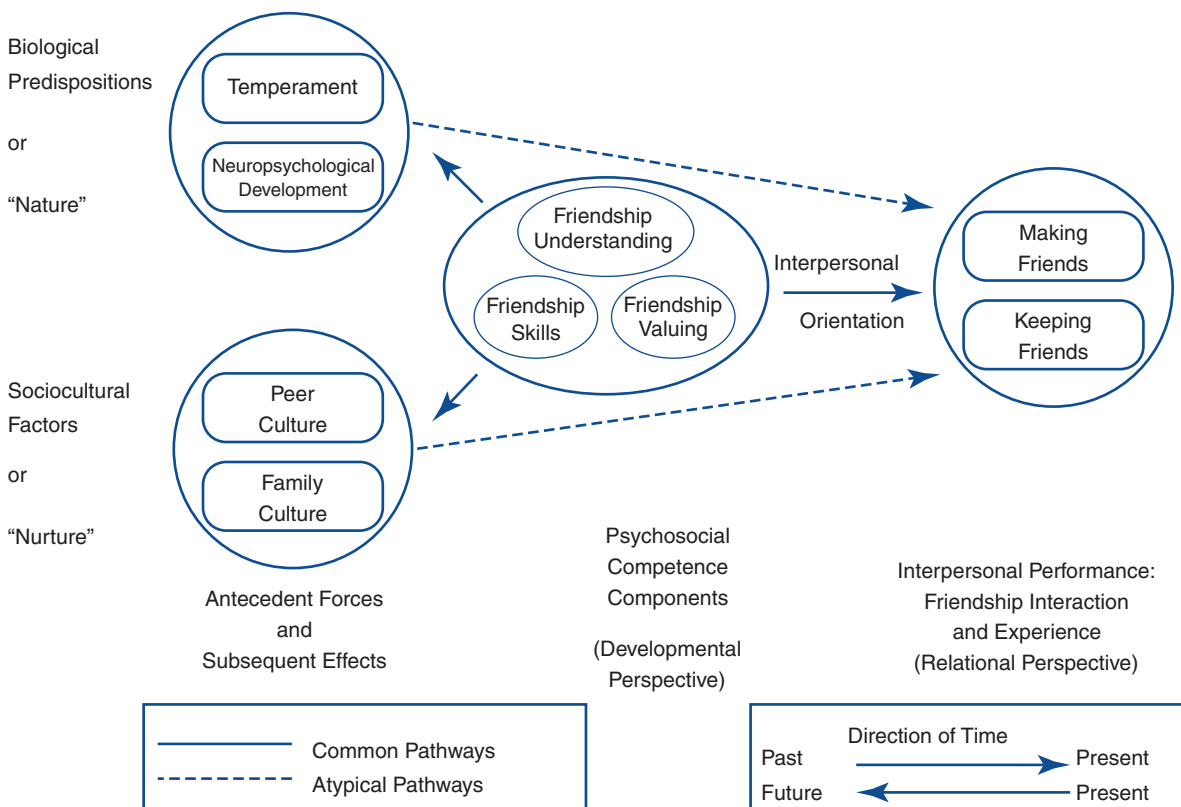 Biological
Predispositions
or
“Nature”
Temperament
Neuropsychological
Development
Friendship
Understanding
Friendship
Skills
Friendship
Valuing
Interpersonal
Orientation
Making
Friends
Keeping
Friends
Sociocultural
Factors
or
“Nurture”
Peer
Culture
Family
Culture
Antecedent Forces
and
Subsequent Effects
Psychosocial
Competence
Components
(Developmental
Perspective)
Interpersonal Performance:
Friendship Interaction
and Experience
(Relational Perspective)
Common Pathways
Atypical Pathways
Direction of Time
Past Present
Future Present